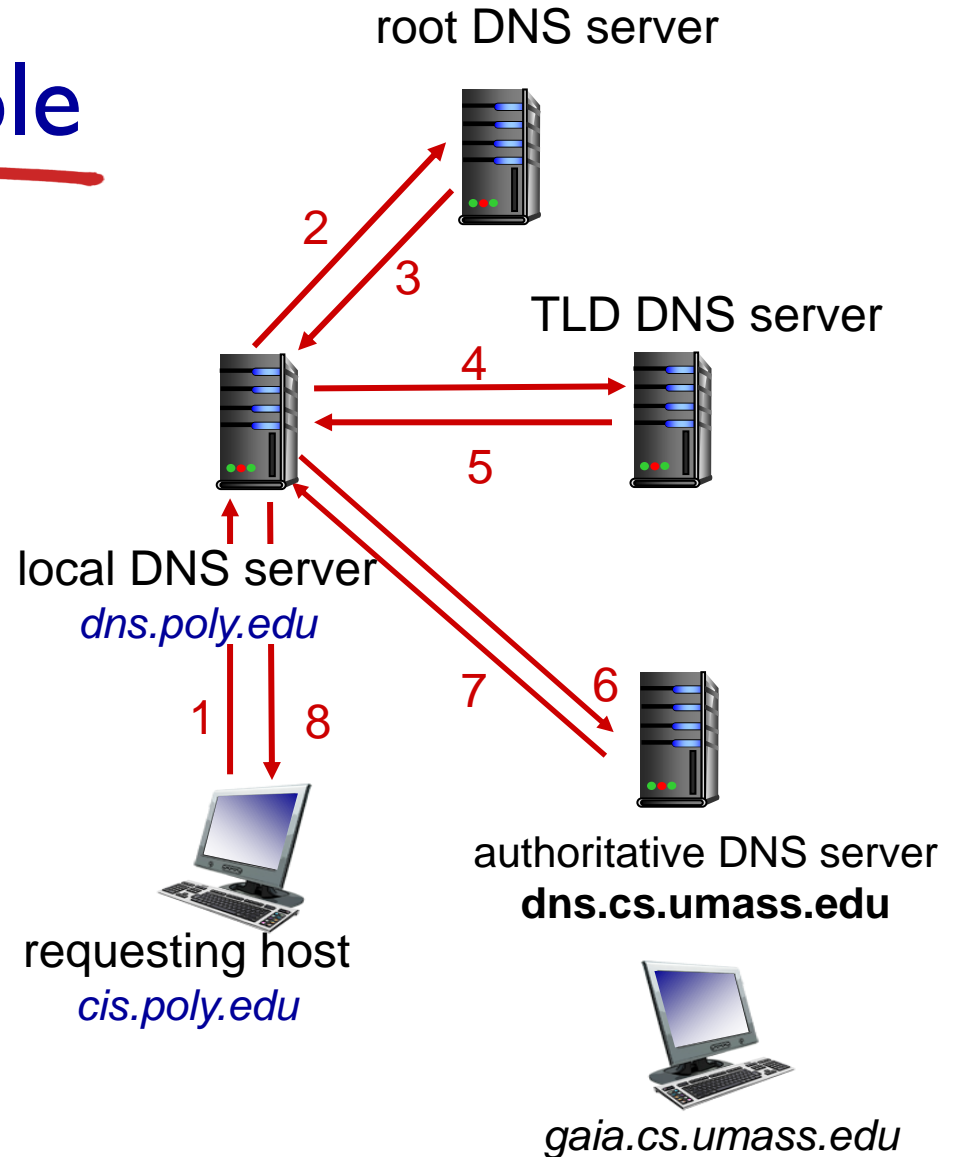 root DNS server
2
3
TLD DNS server
4
5
local DNS server
dns.poly.edu
1
8
7
6
requesting host
cis.poly.edu
authoritative DNS server
dns.cs.umass.edu
gaia.cs.umass.edu